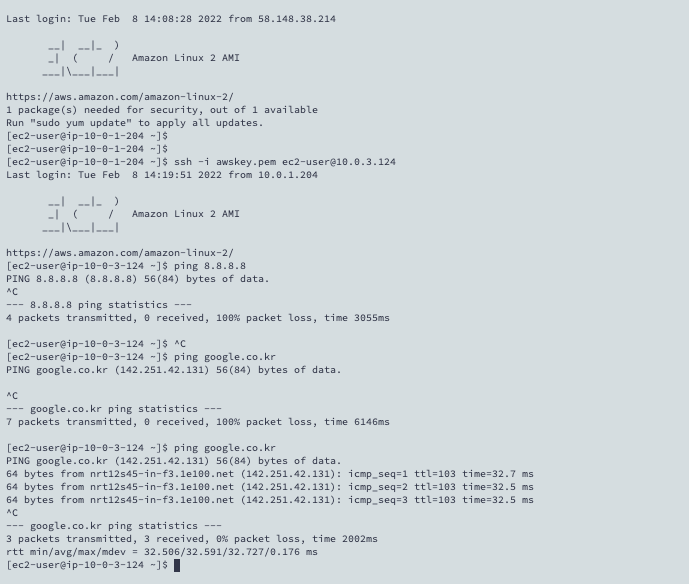 Last login: Tue Feb  8 14:08:28 2022 from 58.148.38.214
       __|  __|_  )
       _|  (     /   Amazon Linux 2 AMI
      ___|\___|___|
https://aws.amazon.com/amazon-linux-2/
1 package(s) needed for security, out of 1 available
Run "sudo yum update" to apply all updates.
[ec2-user@ip-10-0-1-204 ~]$
[ec2-user@ip-10-0-1-204 ~]$
[ec2-user@ip-10-0-1-204 ~]$ ssh -i awskey.pem ec2-user@10.0.3.124
Last login: Tue Feb  8 14:19:51 2022 from 10.0.1.204
       __|  __|_  )
       _|  (     /   Amazon Linux 2 AMI
      ___|\___|___|
https://aws.amazon.com/amazon-linux-2/
[ec2-user@ip-10-0-3-124 ~]$ ping 8.8.8.8
PING 8.8.8.8 (8.8.8.8) 56(84) bytes of data.
^C
--- 8.8.8.8 ping statistics ---
4 packets transmitted, 0 received, 100% packet loss, time 3055ms
[ec2-user@ip-10-0-3-124 ~]$ ^C
[ec2-user@ip-10-0-3-124 ~]$ ping google.co.kr
PING google.co.kr (142.251.42.131) 56(84) bytes of data.
^C
--- google.co.kr ping statistics ---
7 packets transmitted, 0 received, 100% packet loss, time 6146ms
[ec2-user@ip-10-0-3-124 ~]$ ping google.co.kr
PING google.co.kr (142.251.42.131) 56(84) bytes of data.
64 bytes from nrt12s45-in-f3.1e100.net (142.251.42.131): icmp_seq=1 ttl=103 time=32.7 ms
64 bytes from nrt12s45-in-f3.1e100.net (142.251.42.131): icmp_seq=2 ttl=103 time=32.5 ms
64 bytes from nrt12s45-in-f3.1e100.net (142.251.42.131): icmp_seq=3 ttl=103 time=32.5 ms
^C
--- google.co.kr ping statistics ---
3 packets transmitted, 3 received, 0% packet loss, time 2002ms
rtt min/avg/max/mdev = 32.506/32.591/32.727/0.176 ms
[ec2-user@ip-10-0-3-124 ~]$